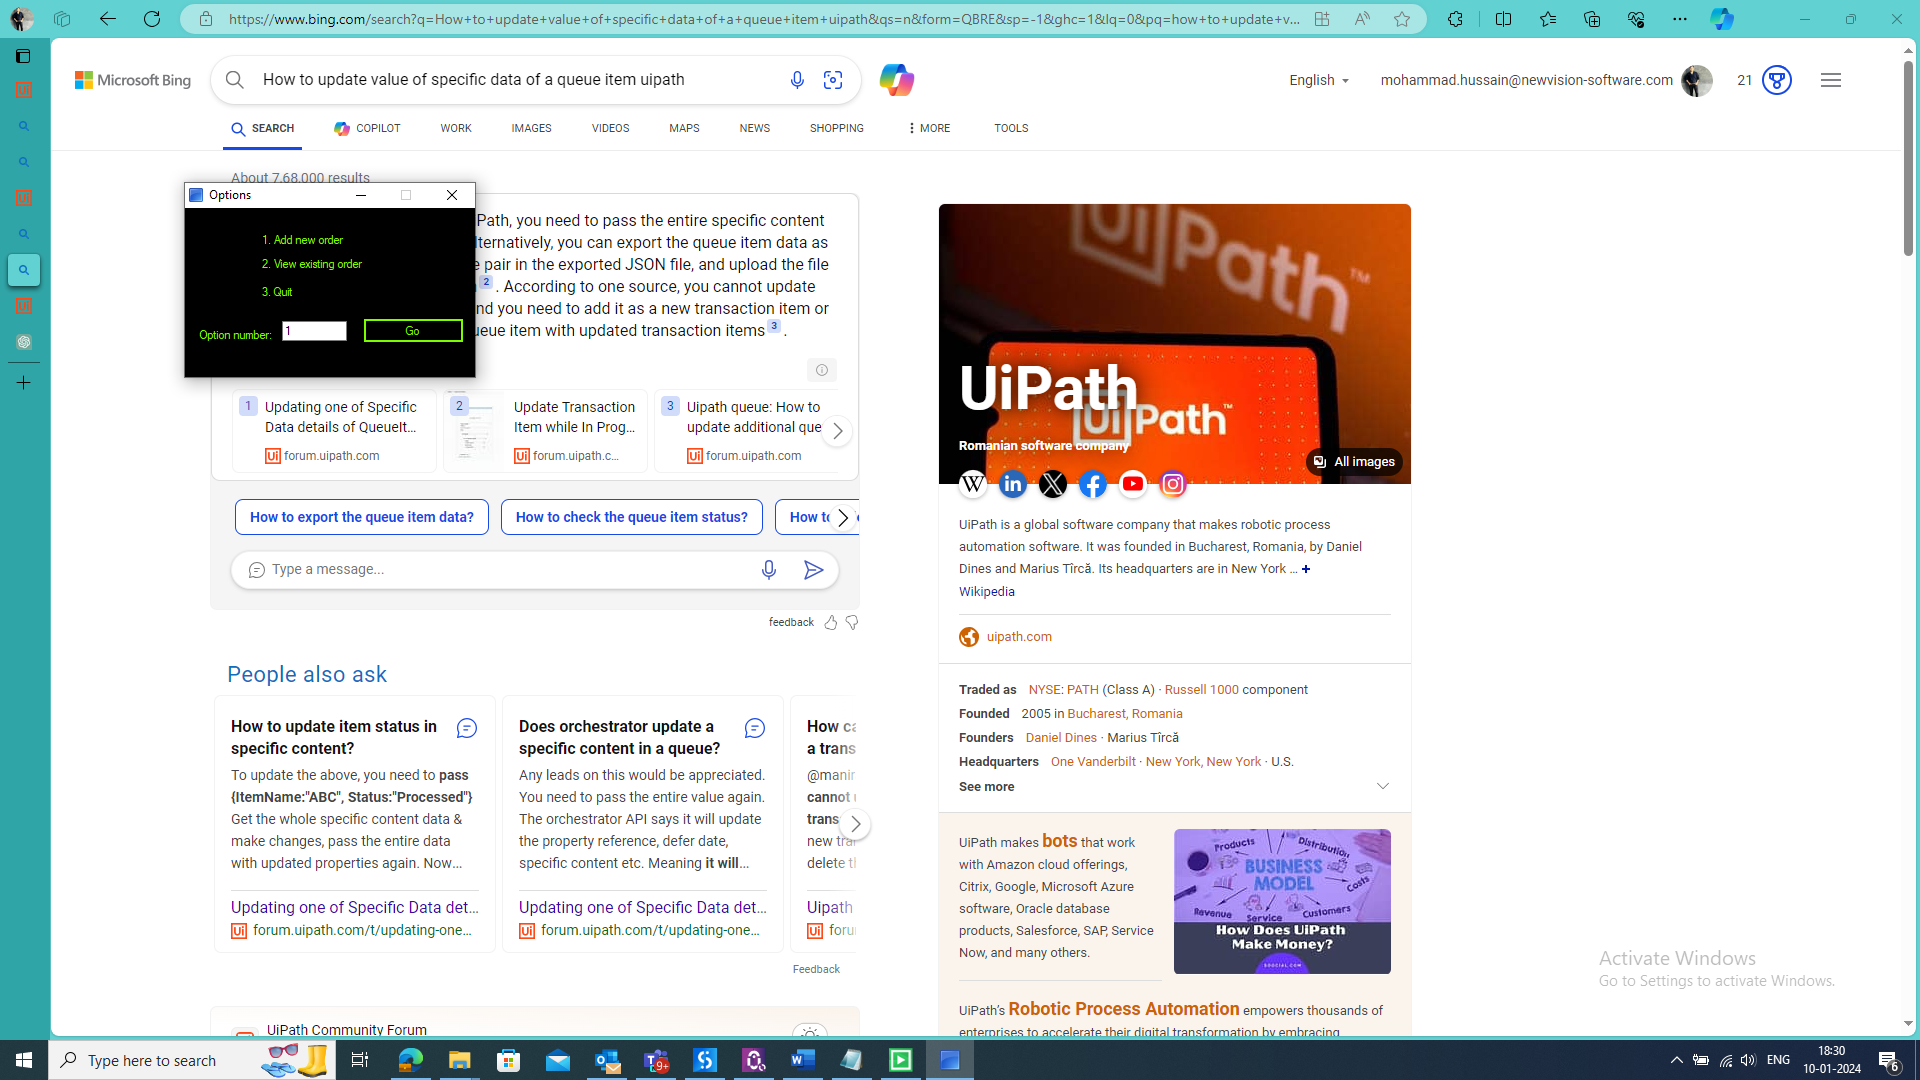 https://www.bing.com/search?q=How+to+update+value+of+specific+data+of+a+queue+item+uipath&qs=n&form=QBRE&sp=-1&ghc=1&lq=0&pq=how+to+update+v...
Microsoft Bing
How to update value of specific data of a queue item uipath
English
mohammad.hussain@newvision-software.com
21
SEARCH
COPILOT
WORK
IMAGES
VIDEOS
MAPS
NEWS
SHOPPING
MORE
TOOLS
About 7,68,000 results
Options
1. Add new order
2. View existing order
3. Quit
Option number:
1
Go
Path, you need to pass the entire specific content
lternatively, you can export the queue item data as
e pair in the exported JSON file, and upload the file
2 . According to one source, you cannot update
nd you need to add it as a new transaction item or
ueue item with updated transaction items 3 .
1 Updating one of Specific
Data details of QueueIt...
forum.uipath.com
2 Update Transaction
Item while In Prog...
forum.uipath.c...
3 Uipath queue: How to
update additional que
forum.uipath.com
How to export the queue item data?
How to check the queue item status?
How to
Type a message...
feedback
People also ask
How to update item status in
specific content?
To update the above, you need to pass
{ItemName:"ABC", Status:"Processed"}
Get the whole specific content data &
make changes, pass the entire data
with updated properties again. Now...
Updating one of Specific Data det...
forum.uipath.com/t/updating-one...
Does orchestrator update a
specific content in a queue?
Any leads on this would be appreciated.
You need to pass the entire value again.
The orchestrator API says it will update
the property reference, defer date,
specific content etc. Meaning it will...
Updating one of Specific Data det...
forum.uipath.com/t/updating-one...
How ca
a trans
@manir
cannot
trans
new tra
delete t
Uipath
foru
Feedback
UiPath Community Forum
UiPath™
UiPath
UiPath™
Romanian software company
All images
UiPath is a global software company that makes robotic process
automation software. It was founded in Bucharest, Romania, by Daniel
Dines and Marius Tîrcă. Its headquarters are in New York ... +
Wikipedia
uipath.com
Traded as NYSE: PATH (Class A) · Russell 1000 component
Founded 2005 in Bucharest, Romania
Founders Daniel Dines · Marius Tîrcă
Headquarters One Vanderbilt · New York, New York · U.S.
See more
UiPath makes bots that work
with Amazon cloud offerings,
Citrix, Google, Microsoft Azure
software, Oracle database
products, Salesforce, SAP, Service
Now, and many others.
Products
Distribution
BUSINESS
MODEL
Costs
Revenue
Service
Customers
How Does UiPath
Make Money?
UiPath's Robotic Process Automation empowers thousands of
enterprises to accelerate their digital transformation by embracing
Activate Windows
Go to Settings to activate Windows.
Type here to search
9+
ENG
18:30
10-01-2024
6